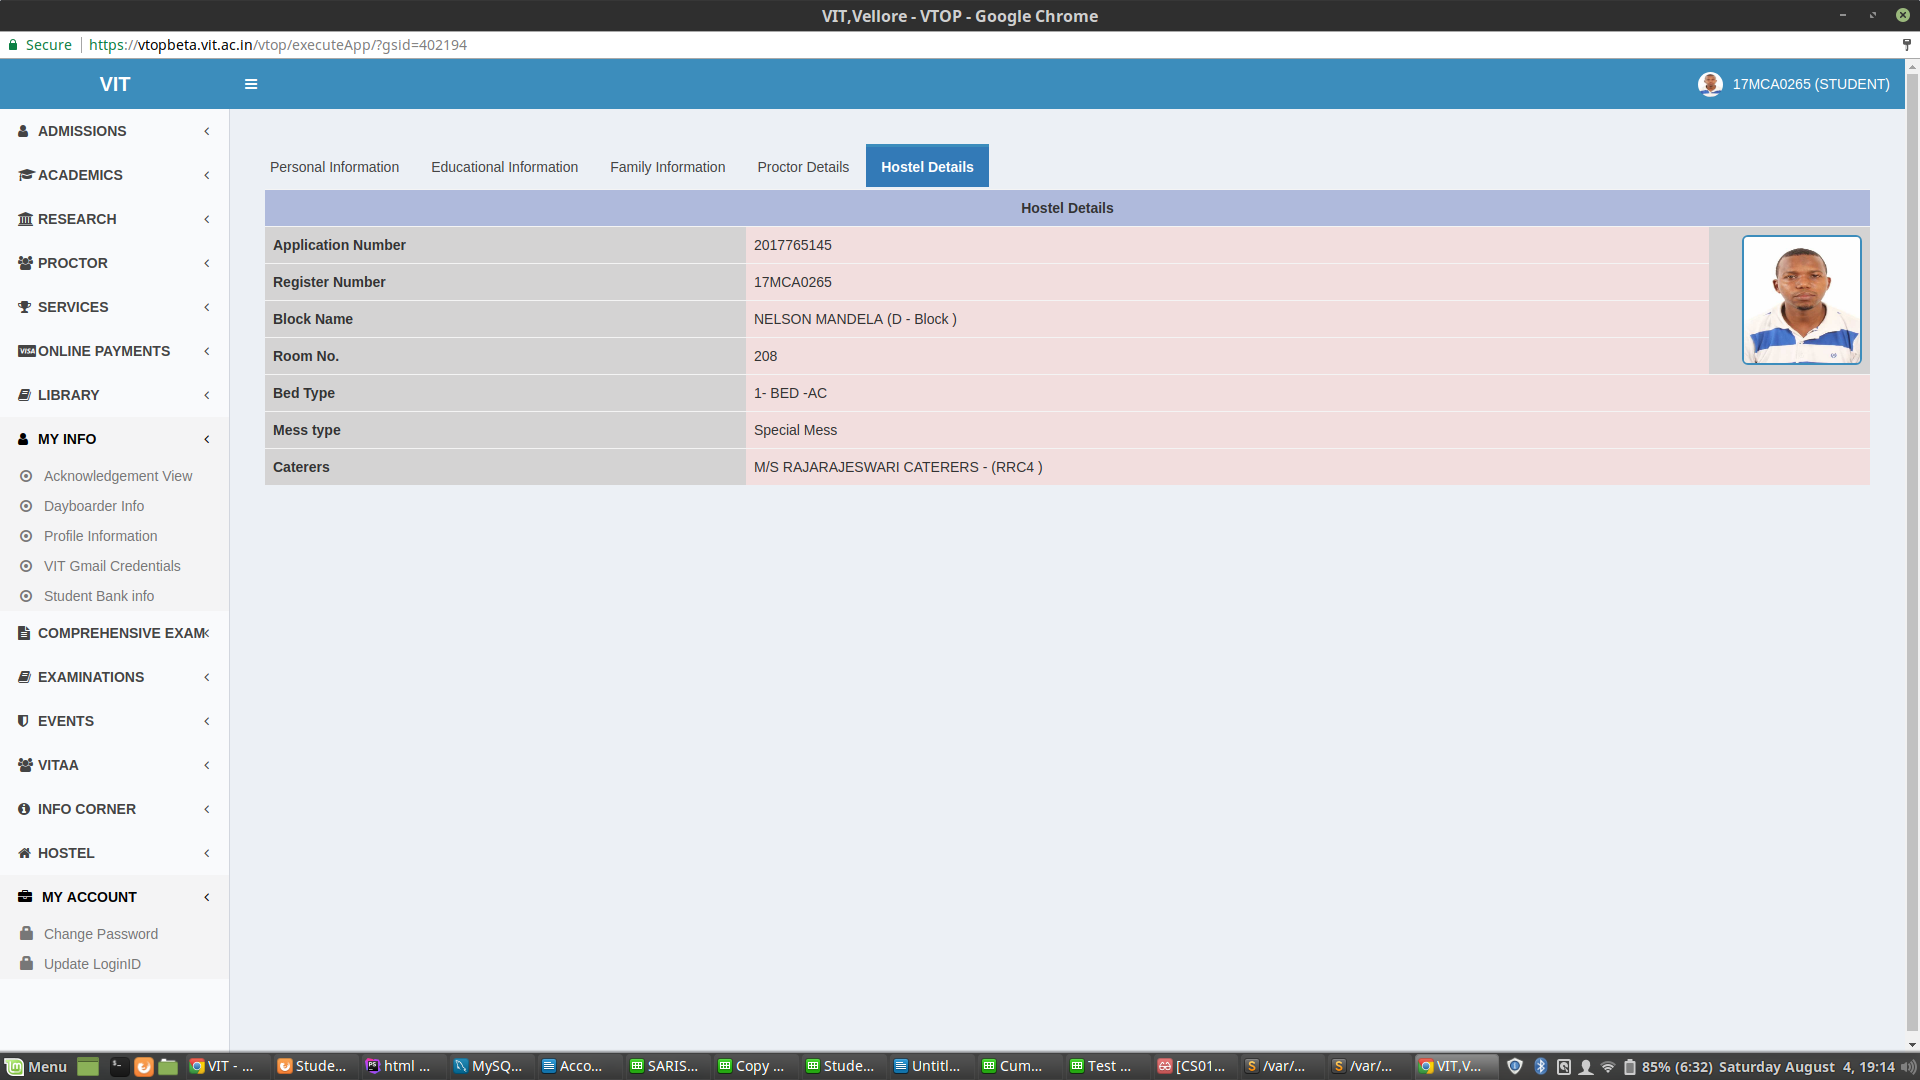 VIT,Vellore - VTOP - Google Chrome
Secure https://vtopbeta.vit.ac.in/vtop/executeApp/?gsid=402194
VIT
17MCA0265 (STUDENT)
ADMISSIONS
ACADEMICS
RESEARCH
PROCTOR
SERVICES
VISA ONLINE PAYMENTS
LIBRARY
MY INFO
Acknowledgement View
Dayboarder Info
Profile Information
VIT Gmail Credentials
Student Bank info
COMPREHENSIVE EXAM
EXAMINATIONS
EVENTS
VITAA
INFO CORNER
HOSTEL
MY ACCOUNT
Change Password
Update LoginID
Personal Information Educational Information Family Information Proctor Details Hostel Details
Hostel Details
Application Number 2017765145
Register Number 17MCA0265
Block Name NELSON MANDELA (D - Block )
Room No. 208
Bed Type 1- BED -AC
Mess type Special Mess
Caterers M/S RAJARAJESWARI CATERERS - (RRC4 )
Menu VIT - ... Stude... html ... MySQ... Acco... SARIS... Copy ... Stude... Untitl... Cum... Test ... [CS01... /var/... /var/... VIT,V... 85% (6:32) Saturday August 4, 19:14